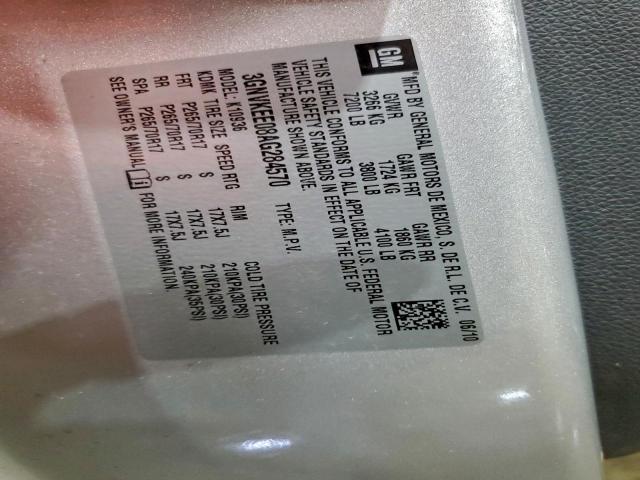 GM
MFD BY GENERAL MOTORS DE MEXICO, S. DE R.L. DE C.V. 06/10
GVWR GAWR FRT GAWR RR
3266 KG 1724 KG 1860 KG
7200 LB 3800 LB 4100 LB
THIS VEHICLE CONFORMS TO ALL APPLICABLE U.S. FEDERAL MOTOR
VEHICLE SAFETY STANDARDS IN EFFECT ON THE DATE OF
MANUFACTURE SHOWN ABOVE.
3GNVKEE08AG284570 TYPE: M.P.V.
MODEL: K10936
KDMX TIRE SIZE SPEED RTG RIM COLD TIRE PRESSURE
FRT P265/70R17 S 17X7.5J 210KPA(30PSI)
RR P265/70R17 S 17X7.5J 210KPA(30PSI)
SPA P265/70R17 S 17X7.5J 240KPA(35PSI)
SEE OWNER'S MANUAL FOR MORE INFORMATION.